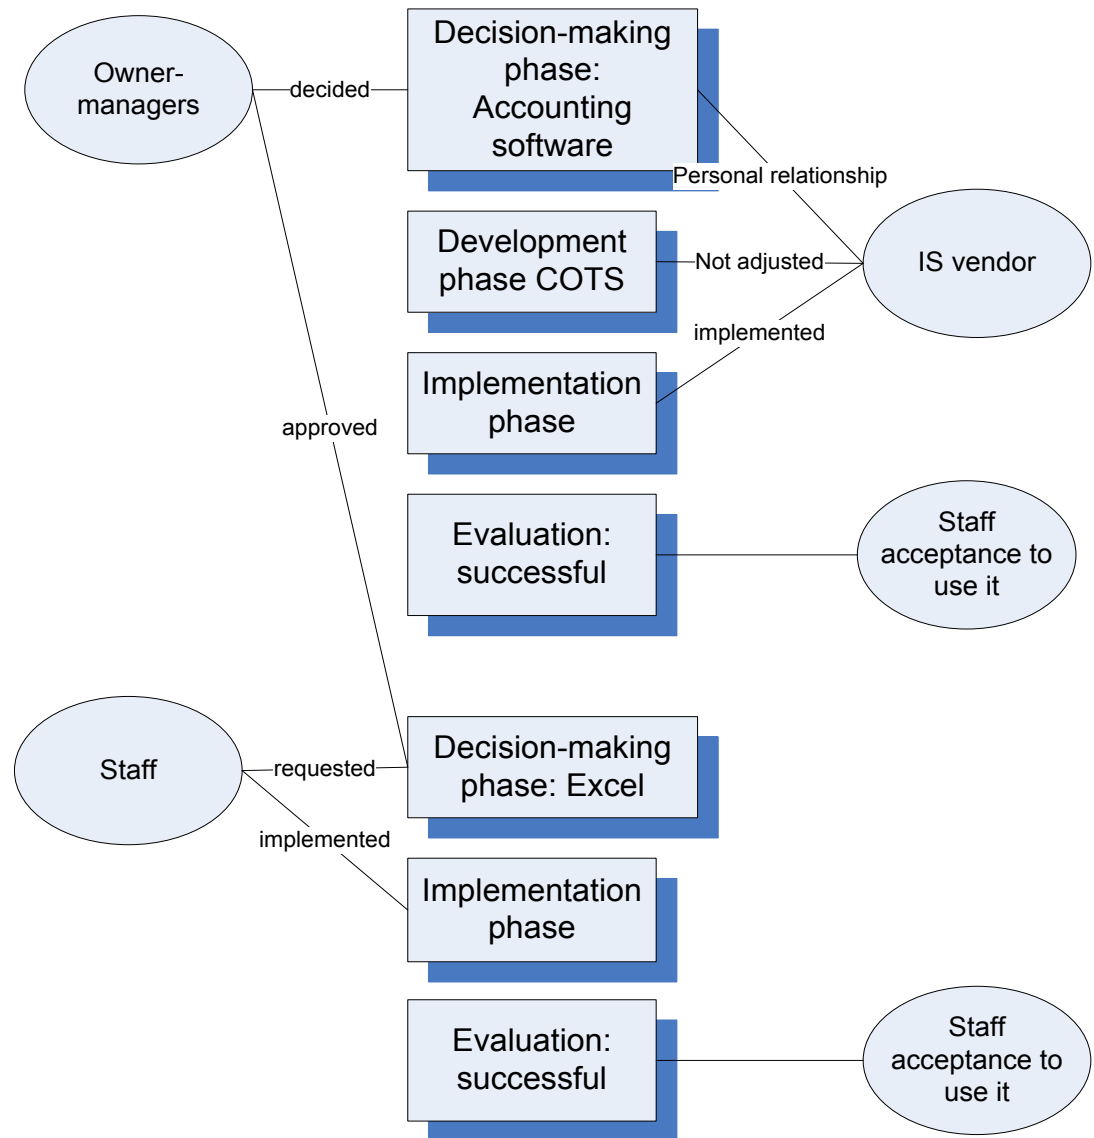 Owner-
managers
decided
Decision-making
phase:
Accounting
software
Personal relationship
Development
phase COTS
Not adjusted
IS vendor
implemented
Implementation
phase
approved
Evaluation:
successful
Staff
acceptance to
use it
Staff
requested
Decision-making
phase: Excel
implemented
Implementation
phase
Evaluation:
successful
Staff
acceptance to
use it